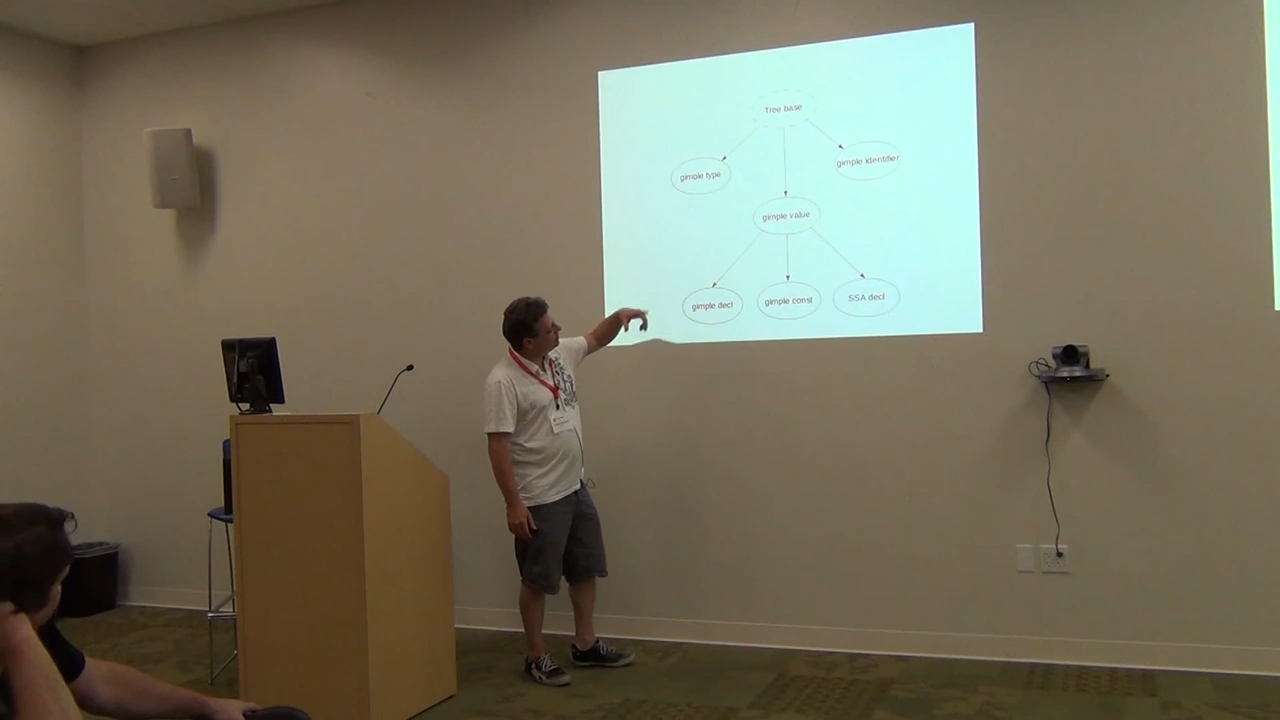 Tree base
gimple type
gimple identifier
gimple value
gimple decl
gimple const
SSA decl